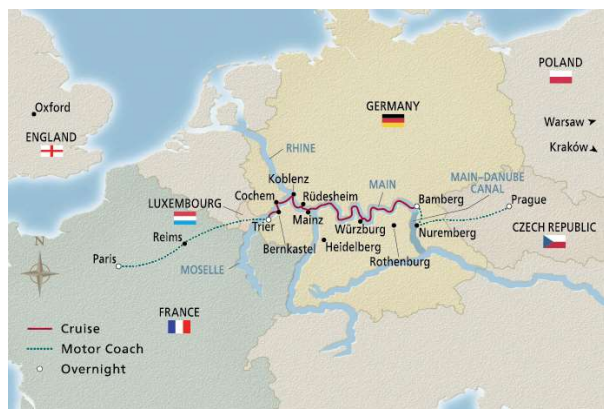 POLAND
Oxford
ENGLAND
GERMANY
Warsaw
Kraków
RHINE
MAIN–DANUBE
CANAL
Koblenz
Cochem
Rüdesheim
MAIN
Bamberg
Prague
LUXEMBOURG
Trier
Mainz
Würzburg
Nuremberg
CZECH REPUBLIC
N
Reims
Bernkastel
Heidelberg
Rothenburg
Paris
MOSELLE
FRANCE
Cruise
Motor Coach
Overnight